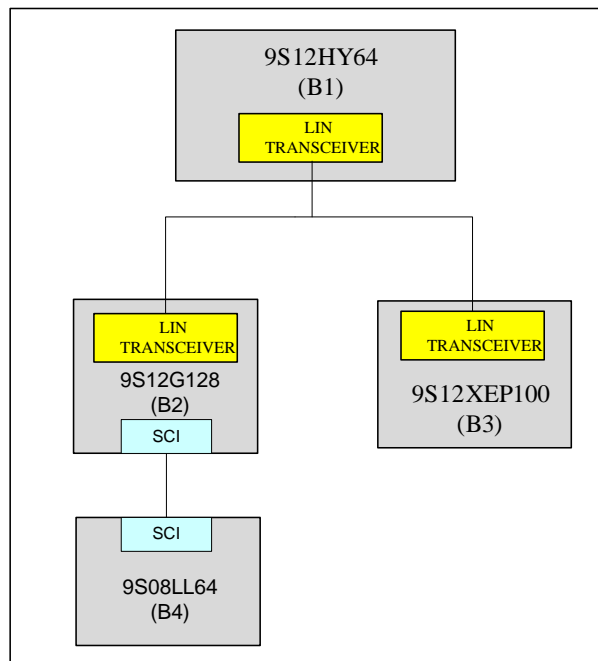 9S12HY64
(B1)
LIN
TRANSCEIVER
LIN
TRANSCEIVER
9S12G128
(B2)
SCI
LIN
TRANSCEIVER
9S12XEP100
(B3)
SCI
9S08LL64
(B4)